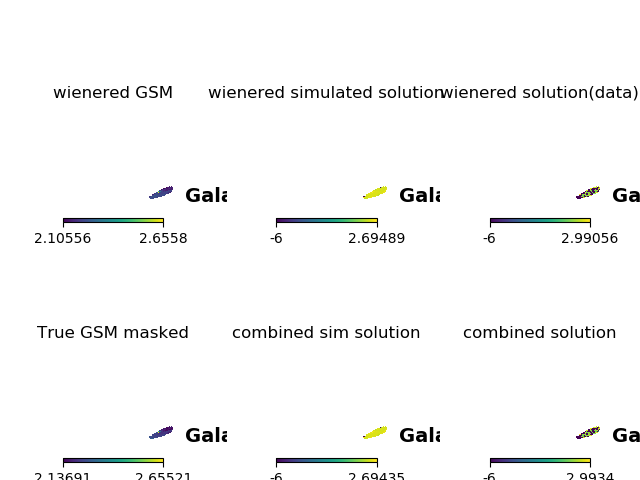 wienered GSM
wienered simulated solution
wienered solution(data)
Gala
Gala
Ga
2.10556 2.6558
-6 2.69489
-6 2.99056
True GSM masked
combined sim solution
combined solution
Gala
Gala
Ga
2.13691 2.65521
-6 2.69435
-6 2.9934